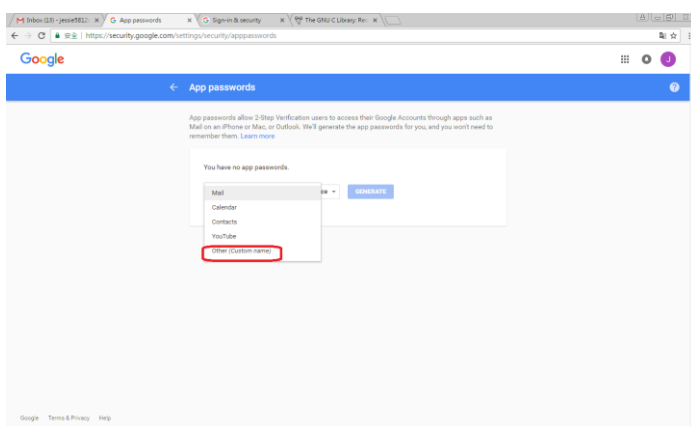 Inbox (13) - jessie5812
App passwords
Sign-in & security
The GNU C Library: Re
安全 | https://security.google.com/settings/security/apppasswords
Google
J
App passwords
App passwords allow 2-Step Verification users to access their Google Accounts through apps such as
Mail on an iPhone or Mac, or Outlook. We'll generate the app passwords for you, and you won't need to
remember them. Learn more
You have no app passwords.
Mail
GENERATE
Calendar
Contacts
YouTube
Other (Custom name)
Google Terms & Privacy Help